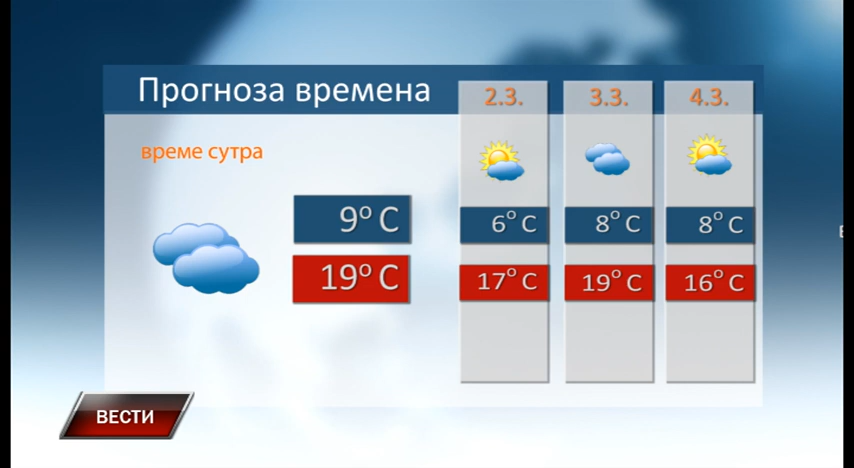 Прогноза времена
време сутра
9° C
19° C
2.3. 3.3. 4.3.
6° C 8° C 8° C
17° C 19° C 16° C
ВЕСТИ